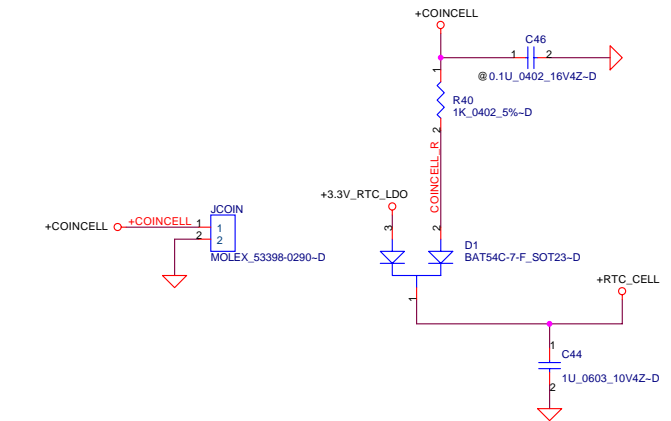 +COINCELL
C46
1 2
@0.1U_0402_16V4Z~D
1
R40
1K_0402_5%~D
2
COINCELL_R
+3.3V_RTC_LDO
3
2
D1
BAT54C-7-F_SOT23~D
1
JCOIN
+COINCELL +COINCELL 1 1
2 2
MOLEX_53398-0290~D
+RTC_CELL
1
C44
1U_0603_10V4Z~D
2